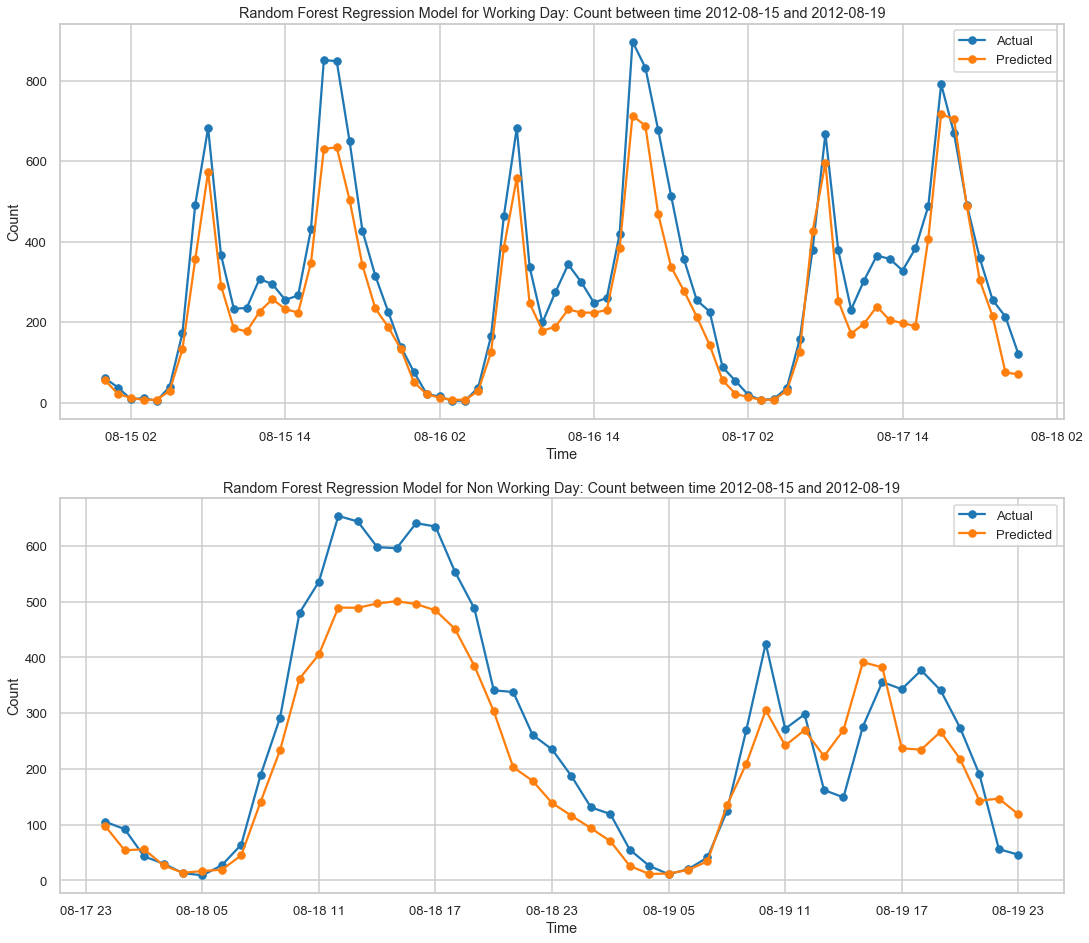 Random Forest Regression Model for Working Day: Count between time 2012-08-15 and 2012-08-19
Actual
Predicted
800
600
400
200
0
Count
08-15 02 08-15 14 08-16 02 08-16 14 08-17 02 08-17 14 08-18 02
Time
Random Forest Regression Model for Non Working Day: Count between time 2012-08-15 and 2012-08-19
Actual
Predicted
600
500
400
300
200
100
0
Count
08-17 23 08-18 05 08-18 11 08-18 17 08-18 23 08-19 05 08-19 11 08-19 17 08-19 23
Time